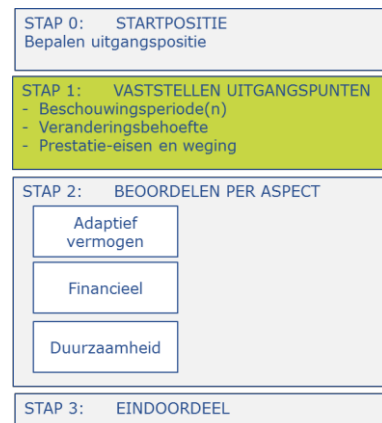 STAP 0: STARTPOSITIE
Bepalen uitgangspositie
STAP 1: VASTSTELLEN UITGANGSPUNTEN
- Beschouwingsperiode(n)
- Veranderingsbehoefte
- Prestatie-eisen en weging
STAP 2: BEOORDELEN PER ASPECT
Adaptief
vermogen
Financieel
Duurzaamheid
STAP 3: EINDOORDEEL